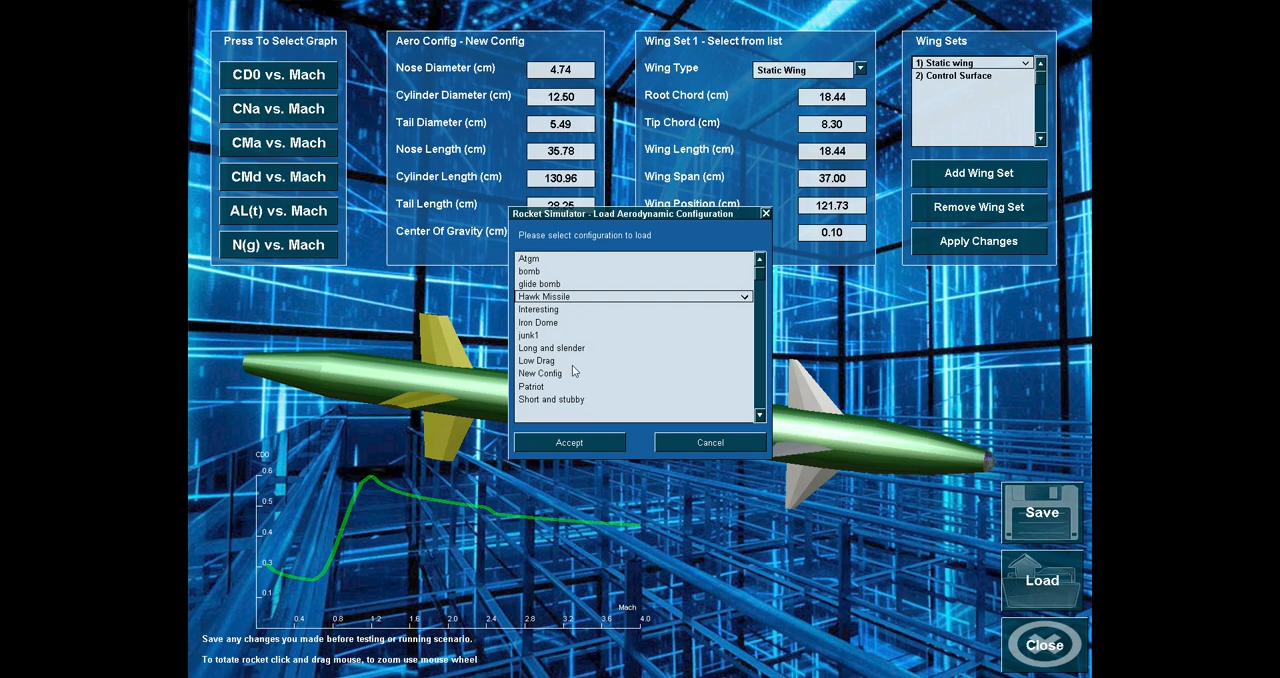 Press To Select Graph
CD0 vs. Mach
CNa vs. Mach
CMa vs. Mach
CMd vs. Mach
AL(t) vs. Mach
N(g) vs. Mach
Aero Config - New Config
Nose Diameter (cm) 4.74
Cylinder Diameter (cm) 12.50
Tail Diameter (cm) 5.49
Nose Length (cm) 35.78
Cylinder Length (cm) 130.96
Tail Length (cm) 28.25
Center Of Gravity (cm)
Wing Set 1 - Select from list
Wing Type Static Wing
Root Chord (cm) 18.44
Tip Chord (cm) 8.30
Wing Length (cm) 18.44
Wing Span (cm) 37.00
Wing Position (cm) 121.73
0.10
Wing Sets
1) Static wing
2) Control Surface
Add Wing Set
Remove Wing Set
Apply Changes
Rocket Simulator - Load Aerodynamic Configuration
Please select configuration to load
Atgm
bomb
glide bomb
Hawk Missile
Interesting
Iron Dome
junk1
Long and slender
Low Drag
New Config
Patriot
Short and stubby
Accept Cancel
CD0
0.6
0.5
0.4
0.3
0.1
Mach
0.4 0.8 1.2 1.6 2.0 2.4 2.8 3.2 3.6 4.0
Save
Load
Close
Save any changes you made before testing or running scenario.
To totate rocket click and drag mouse, to zoom use mouse wheel